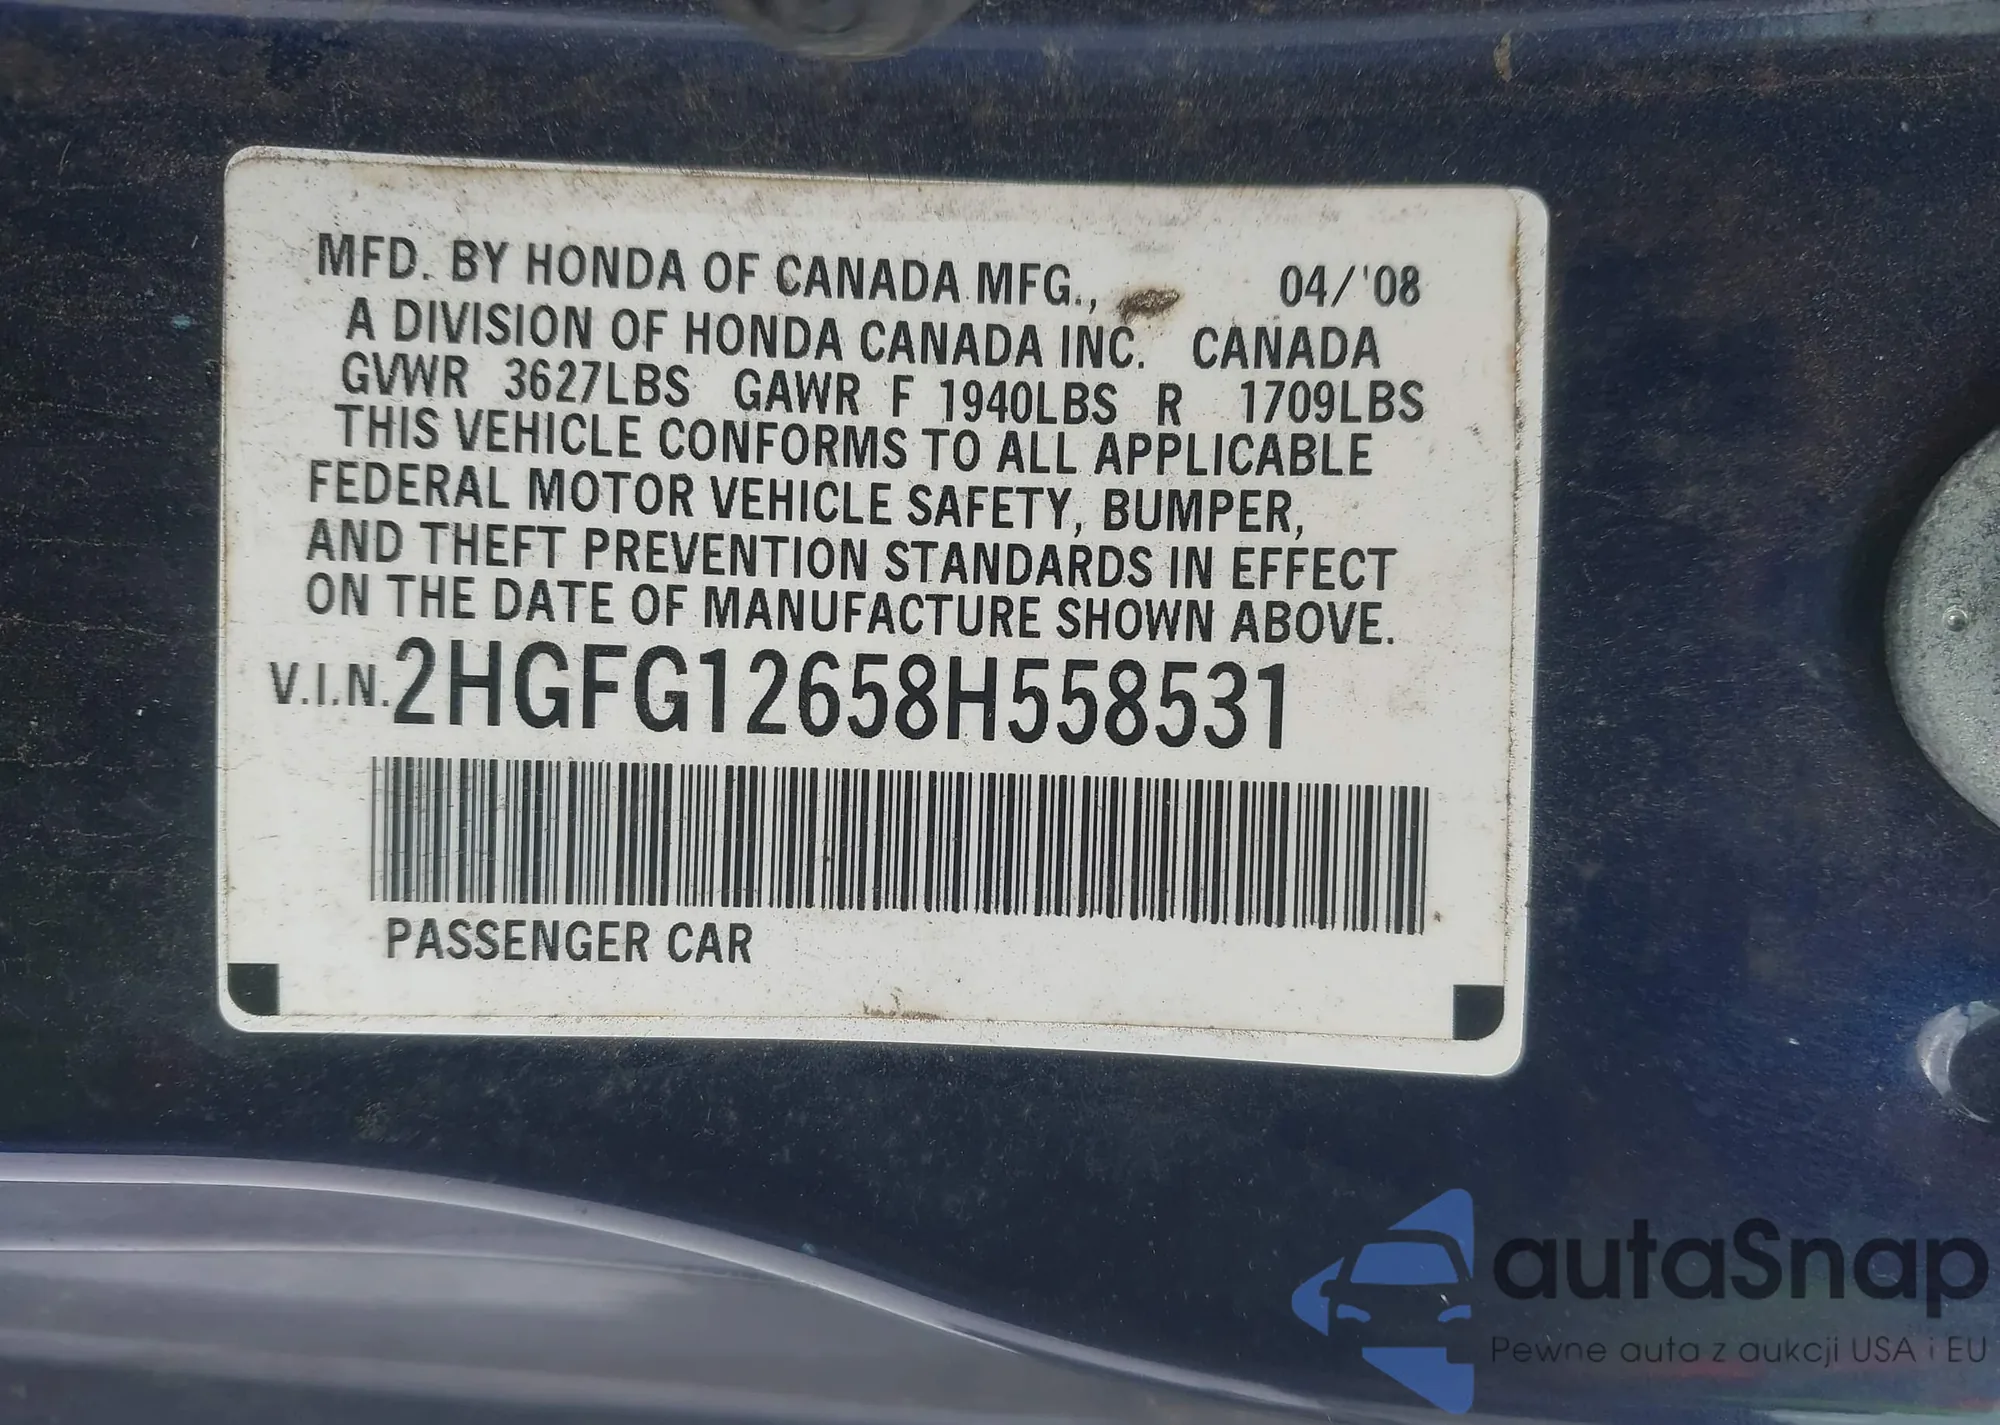 MFD. BY HONDA OF CANADA MFG., 04/'08
A DIVISION OF HONDA CANADA INC. CANADA
GVWR 3627LBS GAWR F 1940LBS R 1709LBS
THIS VEHICLE CONFORMS TO ALL APPLICABLE
FEDERAL MOTOR VEHICLE SAFETY, BUMPER,
AND THEFT PREVENTION STANDARDS IN EFFECT
ON THE DATE OF MANUFACTURE SHOWN ABOVE.
V.I.N. 2HGFG12658H558531
PASSENGER CAR
autaSnap
Pewne auta z aukcji USA i EU